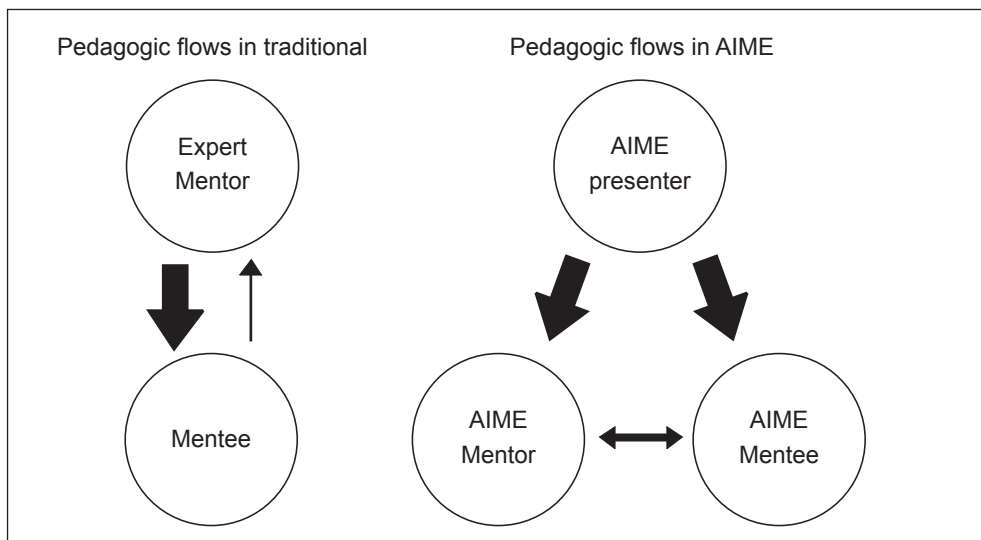 Pedagogic flows in traditional
Expert
Mentor
Mentee
Pedagogic flows in AIME
AIME
presenter
AIME
Mentor
AIME
Mentee